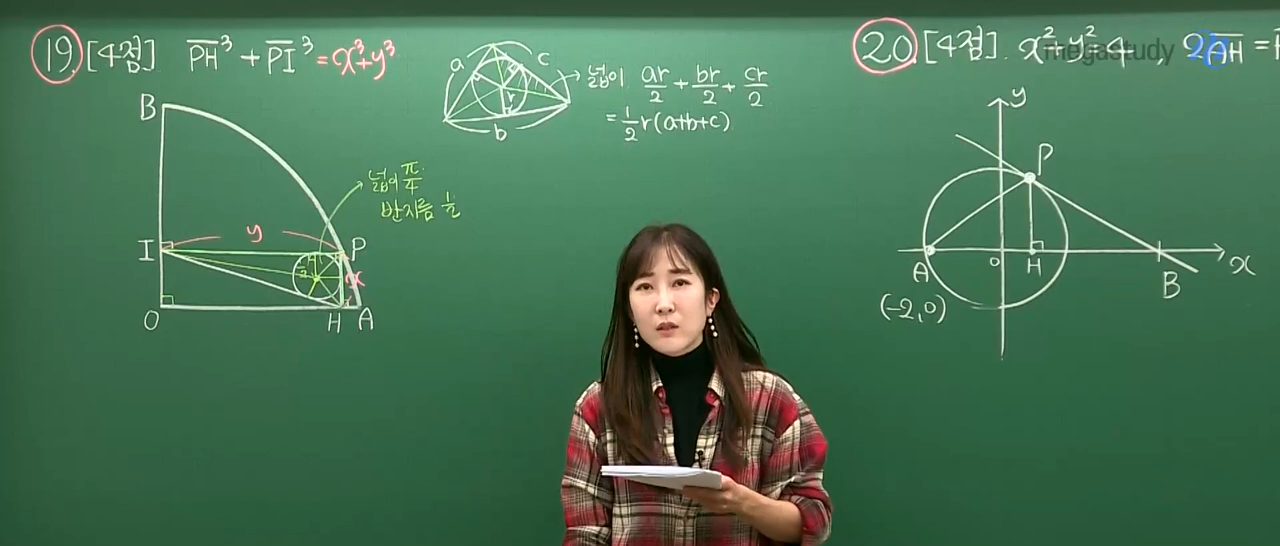 19. [4점] PH³ + PI³ = x³+y³
a
c
b
r
넓이 ar/2 + br/2 + cr/2
= 1/2 r(a+b+c)
B
넓이 π/4
반지름 1/2
y
I
P
x
O
H
A
20. [4점]. x²+y²=4 2AH =
megastudy
y
P
A
o
H
B
x
(-2,0)